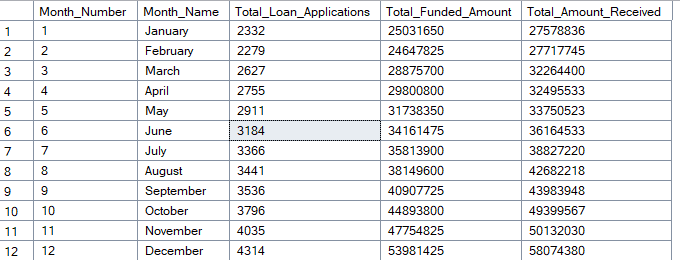 Month_Number Month_Name Total_Loan_Applications Total_Funded_Amount Total_Amount_Received
1 1 January 2332 25031650 27578836
2 2 February 2279 24647825 27717745
3 3 March 2627 28875700 32264400
4 4 April 2755 29800800 32495533
5 5 May 2911 31738350 33750523
6 6 June 3184 34161475 36164533
7 7 July 3366 35813900 38827220
8 8 August 3441 38149600 42682218
9 9 September 3536 40907725 43983948
10 10 October 3796 44893800 49399567
11 11 November 4035 47754825 50132030
12 12 December 4314 53981425 58074380